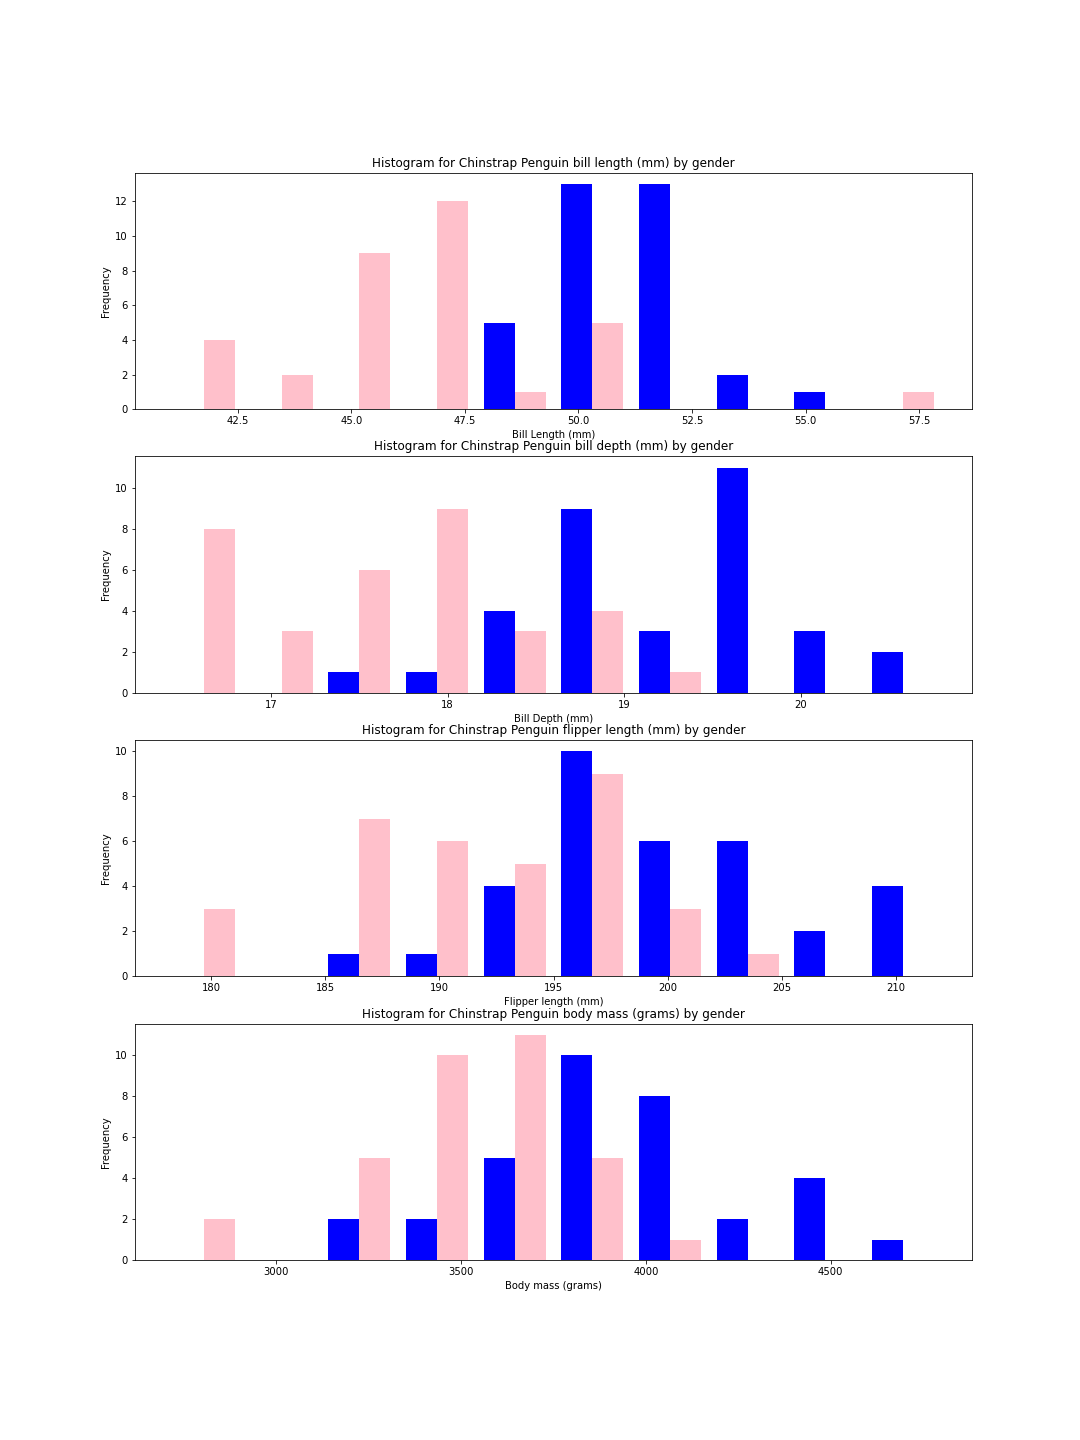 Histogram for Chinstrap Penguin bill length (mm) by gender
12
10
8
6
4
2
0
Frequency
42.5 45.0 47.5 50.0 52.5 55.0 57.5
Bill Length (mm)
Histogram for Chinstrap Penguin bill depth (mm) by gender
10
8
6
4
2
0
Frequency
17 18 19 20
Bill Depth (mm)
Histogram for Chinstrap Penguin flipper length (mm) by gender
10
8
6
4
2
0
Frequency
180 185 190 195 200 205 210
Flipper length (mm)
Histogram for Chinstrap Penguin body mass (grams) by gender
10
8
6
4
2
0
Frequency
3000 3500 4000 4500
Body mass (grams)